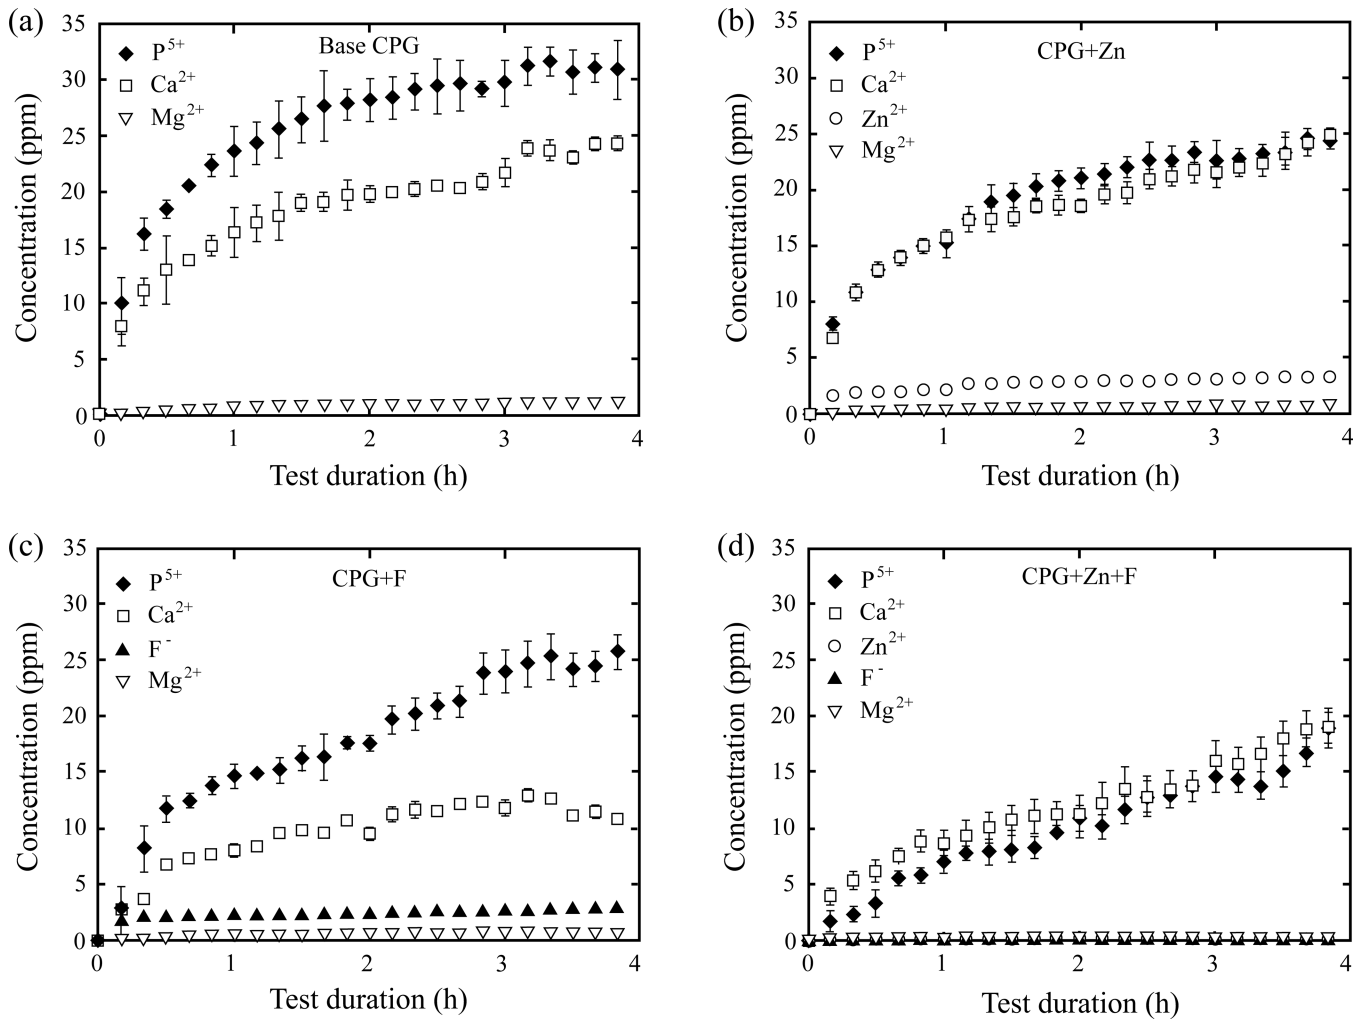 (a)
Base CPG
P5+
Ca2+
Mg2+
Concentration (ppm)
35
30
25
20
15
10
5
0
0 1 2 3 4
Test duration (h)
(b)
CPG+Zn
P5+
Ca2+
Zn2+
Mg2+
Concentration (ppm)
35
30
25
20
15
10
5
0
0 1 2 3 4
Test duration (h)
(c)
CPG+F
P5+
Ca2+
F-
Mg2+
Concentration (ppm)
35
30
25
20
15
10
5
0
0 1 2 3 4
Test duration (h)
(d)
CPG+Zn+F
P5+
Ca2+
Zn2+
F-
Mg2+
Concentration (ppm)
35
30
25
20
15
10
5
0
0 1 2 3 4
Test duration (h)